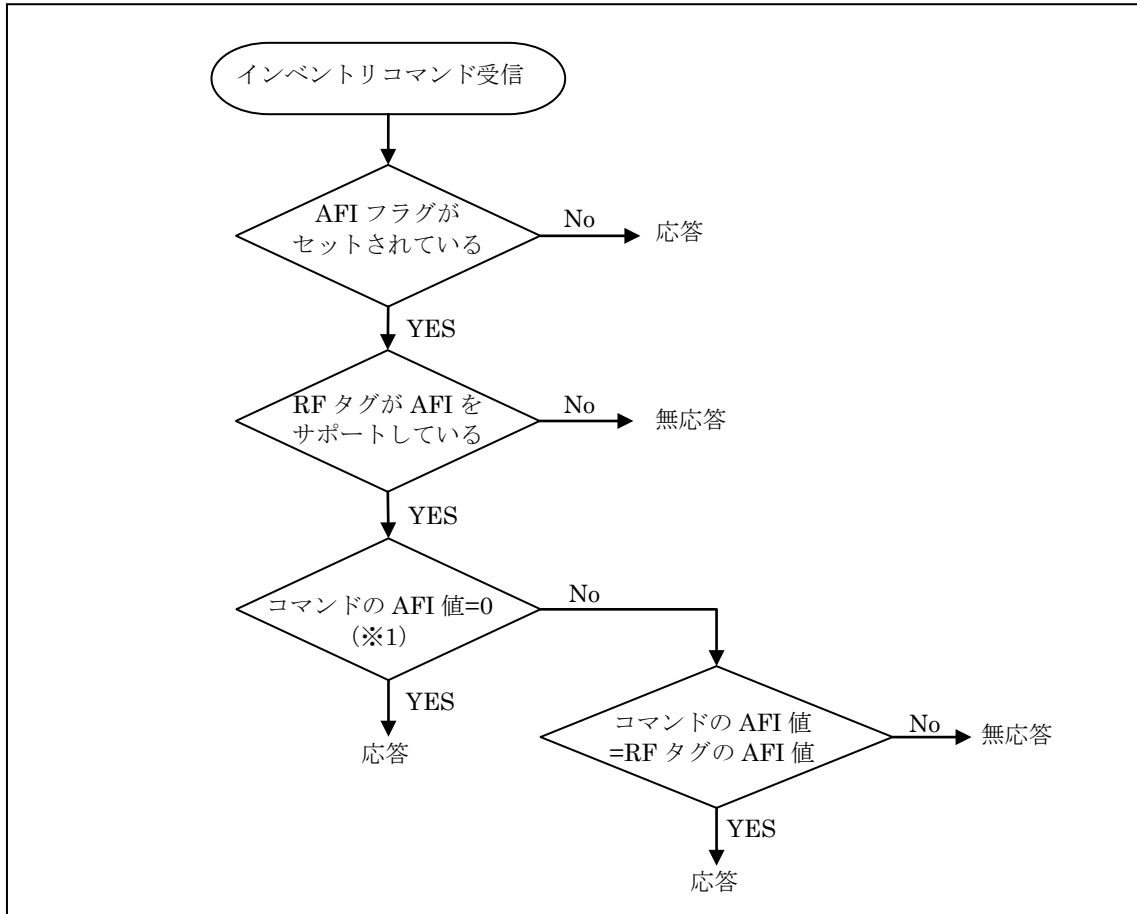 インベントリコマンド受信
AFI フラグが
セットされている
No
応答
YES
RF タグが AFI を
サポートしている
No
無応答
YES
コマンドの AFI 値=0
(※1)
No
YES
応答
コマンドの AFI 値
=RF タグの AFI 値
No
無応答
YES
応答